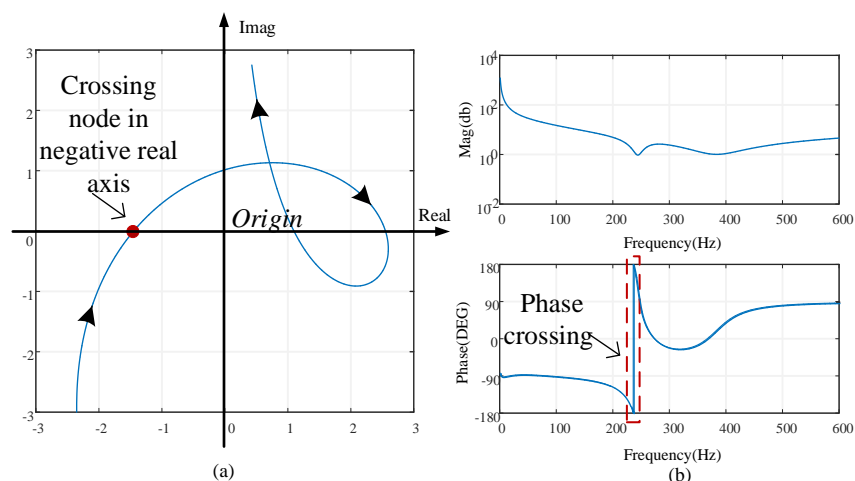 Imag
3
2
1
0
-1
-2
-3
-3
-2
-1
0
1
2
3
Crossing
node in
negative real
axis
Origin
Real
(a)
Mag(db)
10^4
10^2
10^0
10^-2
0
100
200
300
400
500
600
Frequency(Hz)
Phase(DEG)
180
90
0
-90
-180
Phase
crossing
0
100
200
300
400
500
600
Frequency(Hz)
(b)